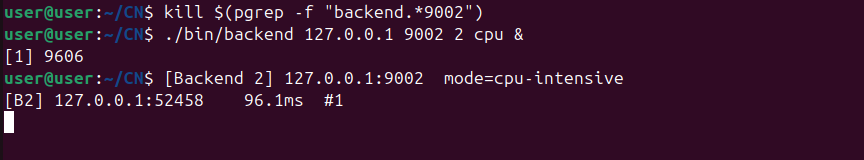 user@user:~/CN$ kill $(pgrep -f "backend.*9002")
user@user:~/CN$ ./bin/backend 127.0.0.1 9002 2 cpu &
[1] 9606
user@user:~/CN$ [Backend 2] 127.0.0.1:9002  mode=cpu-intensive
[B2] 127.0.0.1:52458    96.1ms  #1